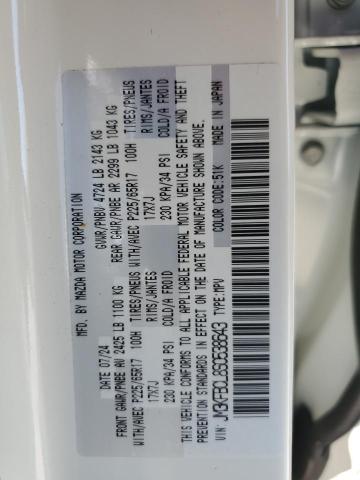 MFD. BY MAZDA MOTOR CORPORATION
DATE 07/24 GVWR/PNBV 4724 LB 2143 KG
FRONT GAWR/PNBE AV 2425 LB 1100 KG REAR GAWR/PNBE AR 2299 LB 1043 KG
WITH/AVEC P225/65R17 100H TIRES/PNEUS WITH/AVEC P225/65R17 100H TIRES/PNEUS
17X7J RIMS/JANTES 17X7J RIMS/JANTES
230 KPA/34 PSI COLD/A FROID 230 KPA/34 PSI COLD/A FROID
THIS VEHICLE CONFORMS TO ALL APPLICABLE FEDERAL MOTOR VEHICLE SAFETY AND THEFT
PREVENTION STANDARDS IN EFFECT ON THE DATE OF MANUFACTURE SHOWN ABOVE.
VIN: TYPE:MPV COLOR CODE:51K MADE IN JAPAN